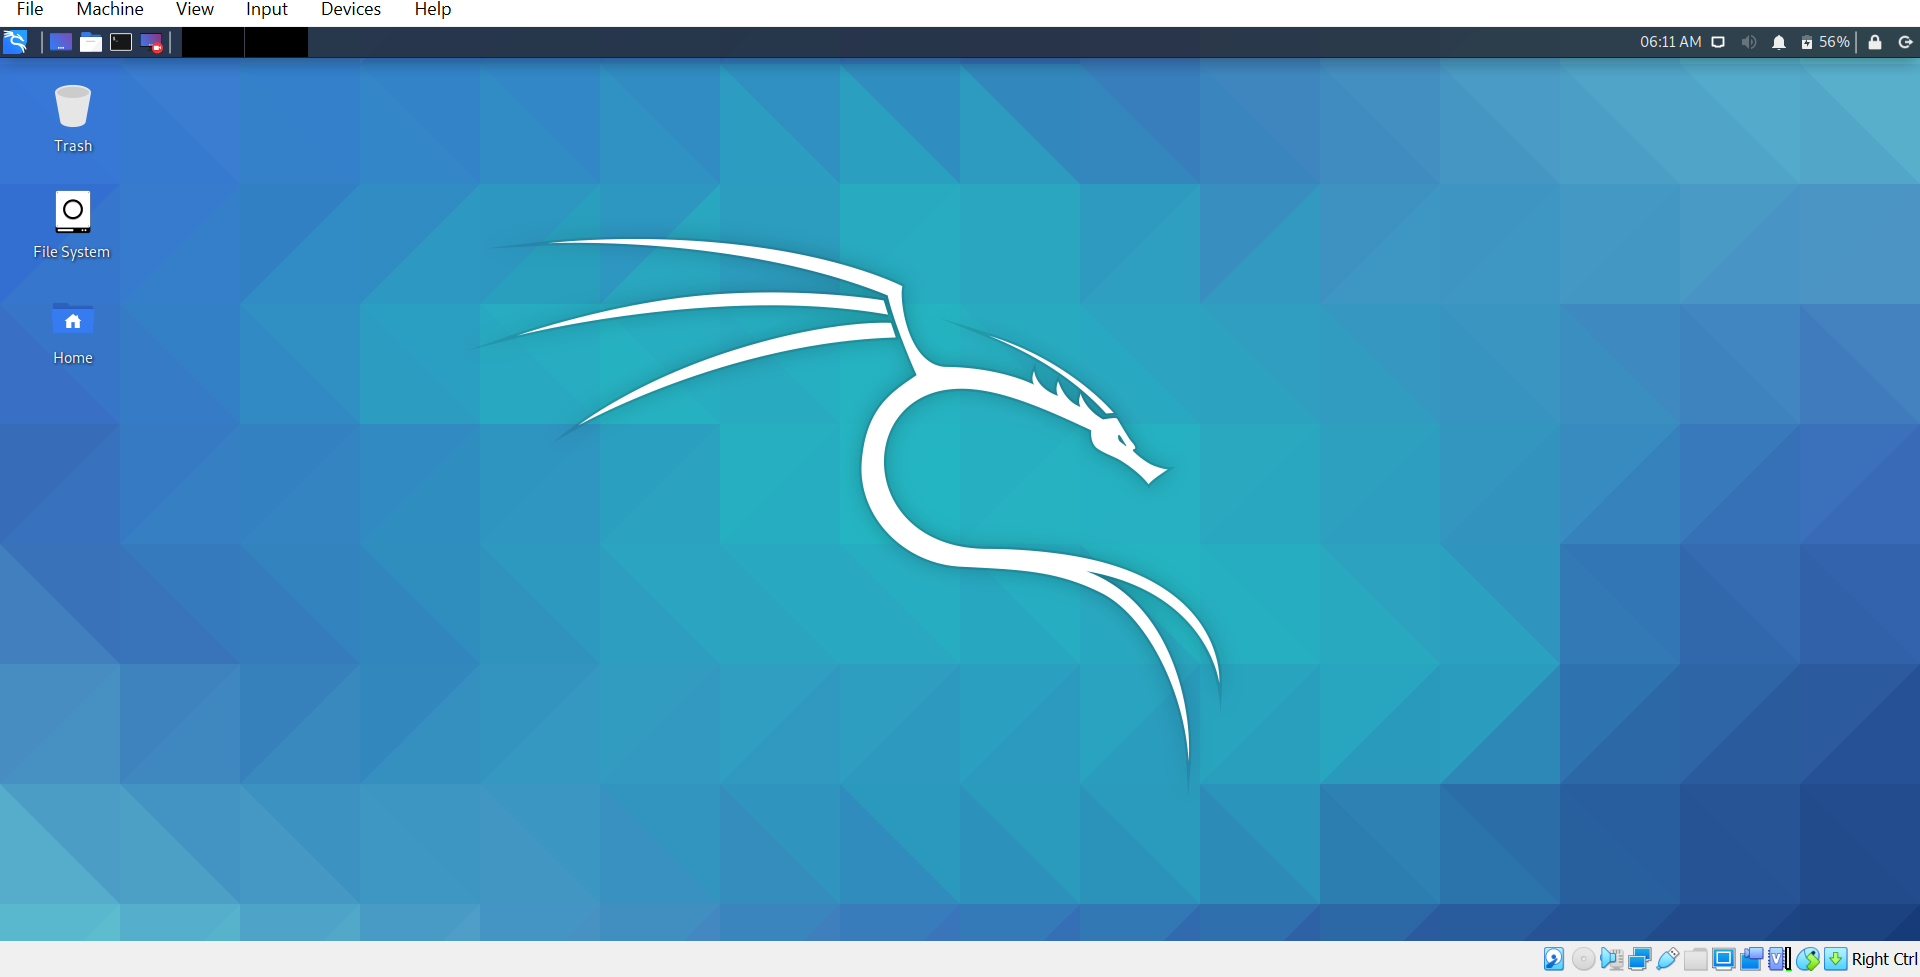 File Machine View Input Devices Help
06:11 AM 56%
Trash
File System
Home
V
Right Ctrl